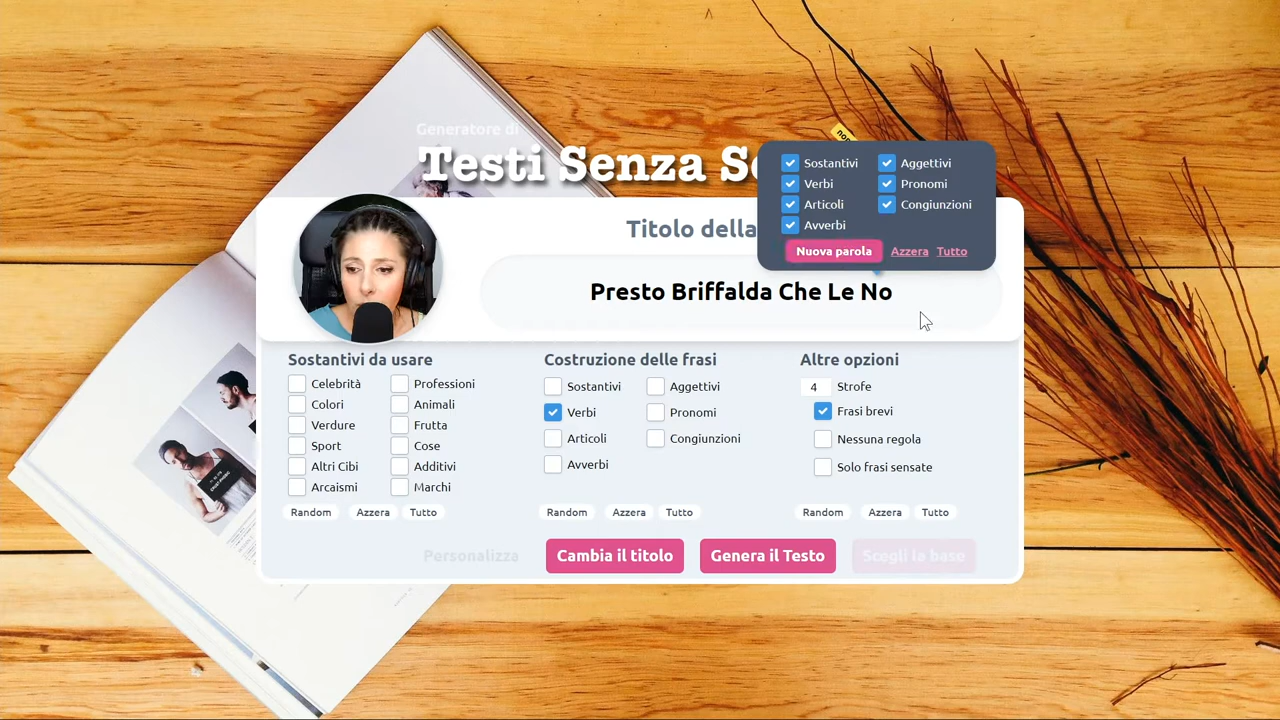 Generatore di
Testi Senza Se
Sostantivi
Aggettivi
Verbi
Pronomi
Articoli
Congiunzioni
Avverbi
Nuova parola
Azzera
Tutto
Titolo della
Presto Briffalda Che Le No
Sostantivi da usare
Celebrità
Professioni
Colori
Animali
Verdure
Frutta
Sport
Cose
Altri Cibi
Additivi
Arcaismi
Marchi
Random
Azzera
Tutto
Costruzione delle frasi
Sostantivi
Aggettivi
Verbi
Pronomi
Articoli
Congiunzioni
Avverbi
Random
Azzera
Tutto
Altre opzioni
4 Strofe
Frasi brevi
Nessuna regola
Solo frasi sensate
Random
Azzera
Tutto
Personalizza
Cambia il titolo
Genera il Testo
Scegli la base